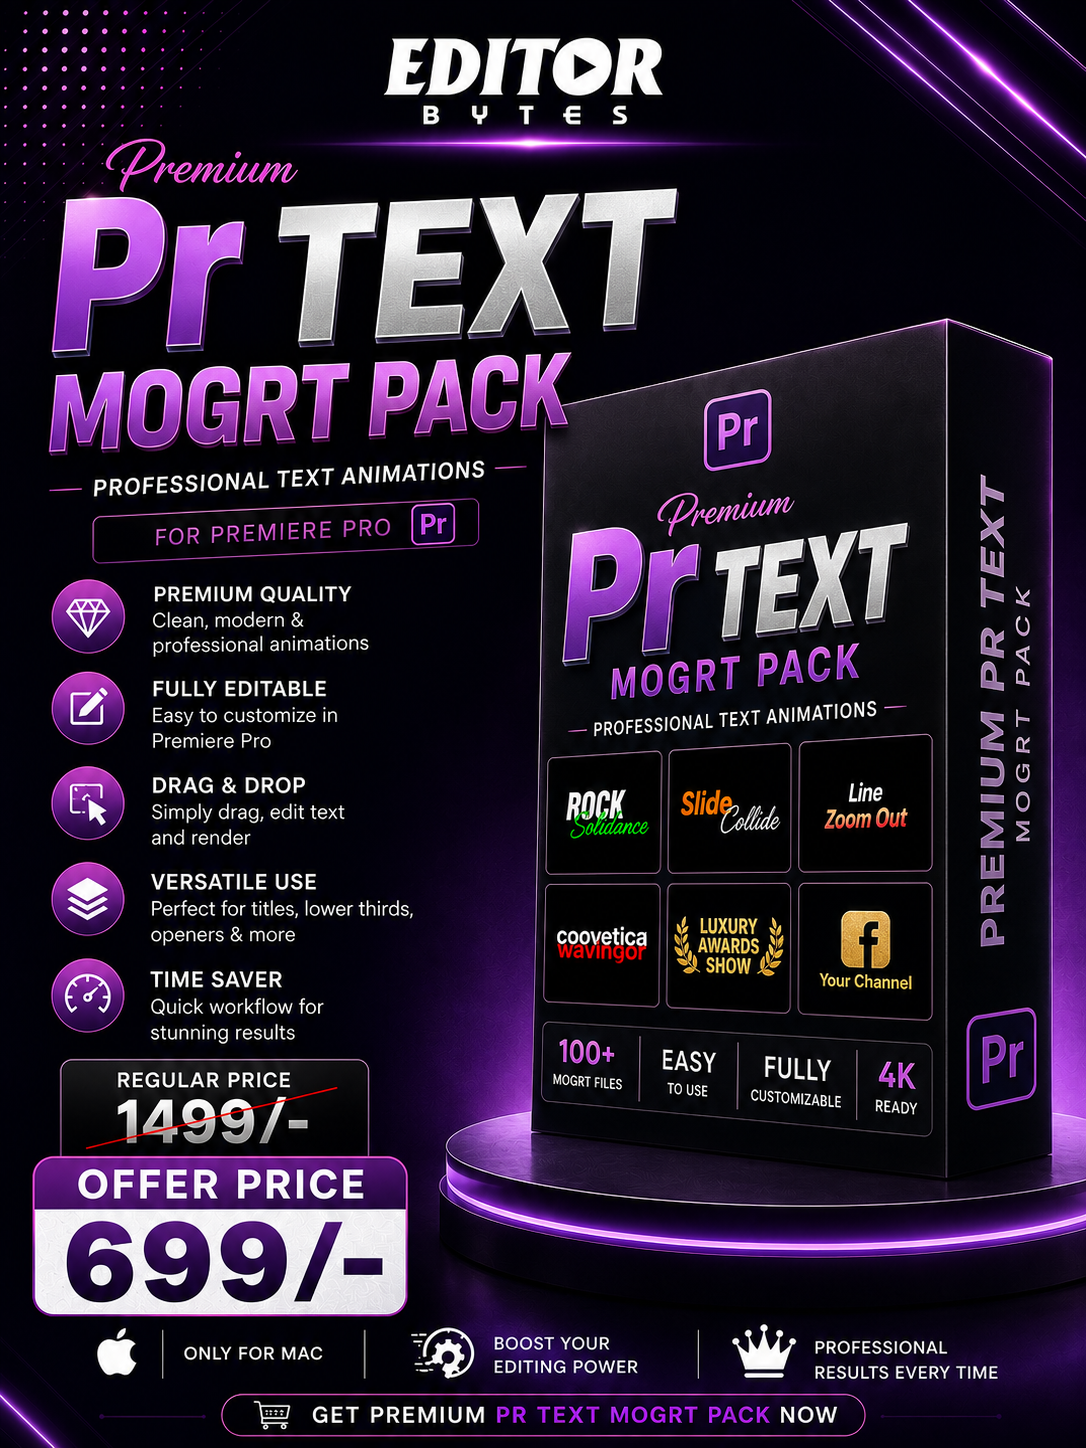 EDITOR
BYTES
Premium
Pr TEXT
MOGRT PACK
PROFESSIONAL TEXT ANIMATIONS
FOR PREMIERE PRO Pr
PREMIUM QUALITY
Clean, modern &
professional animations
FULLY EDITABLE
Easy to customize in
Premiere Pro
DRAG & DROP
Simply drag, edit text
and render
VERSATILE USE
Perfect for titles, lower thirds,
openers & more
TIME SAVER
Quick workflow for
stunning results
REGULAR PRICE
1499/-
OFFER PRICE
699/-
Pr
Premium
Pr TEXT
MOGRT PACK
PROFESSIONAL TEXT ANIMATIONS
ROCK
Solidance
Slide
Collide
Line
Zoom Out
coovetica
wavingor
LUXURY
AWARDS
SHOW
f
Your Channel
100+
MOGRT FILES
EASY
TO USE
FULLY
CUSTOMIZABLE
4K
READY
PREMIUM PR TEXT
MOGRT PACK
Pr
ONLY FOR MAC
BOOST YOUR
EDITING POWER
PROFESSIONAL
RESULTS EVERY TIME
GET PREMIUM PR TEXT MOGRT PACK NOW